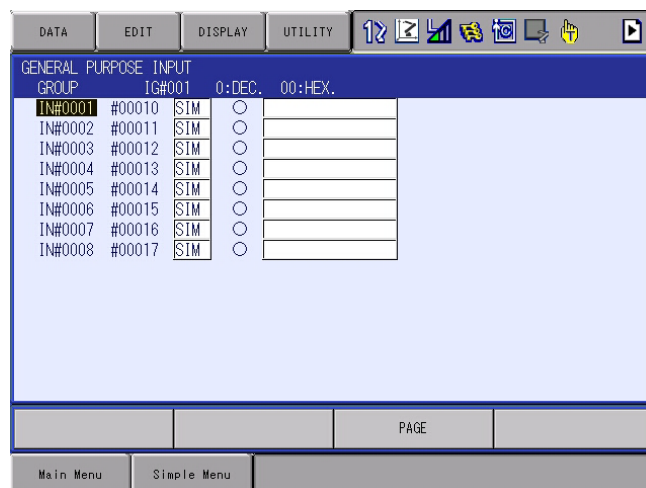 DATA EDIT DISPLAY UTILITY
GENERAL PURPOSE INPUT
GROUP IG#001 0:DEC. 00:HEX.
IN#0001 #00010 SIM
IN#0002 #00011 SIM
IN#0003 #00012 SIM
IN#0004 #00013 SIM
IN#0005 #00014 SIM
IN#0006 #00015 SIM
IN#0007 #00016 SIM
IN#0008 #00017 SIM
PAGE
Main Menu Simple Menu